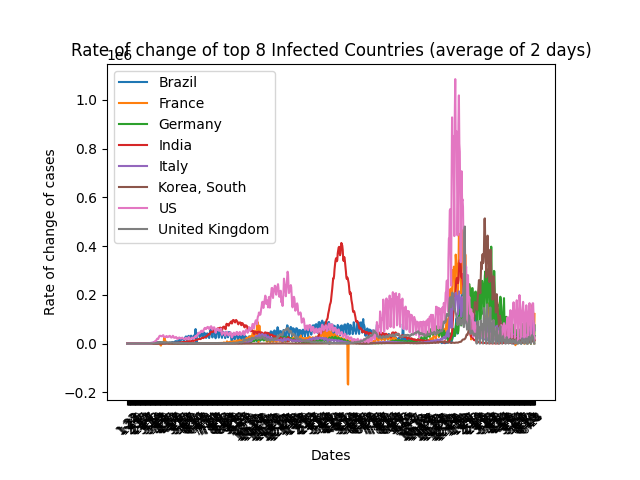 Rate of change of top 8 Infected Countries (average of 2 days)
1e6
Brazil
France
Germany
India
Italy
Korea, South
US
United Kingdom
1.0
0.8
0.6
0.4
0.2
0.0
−0.2
Rate of change of cases
Dates